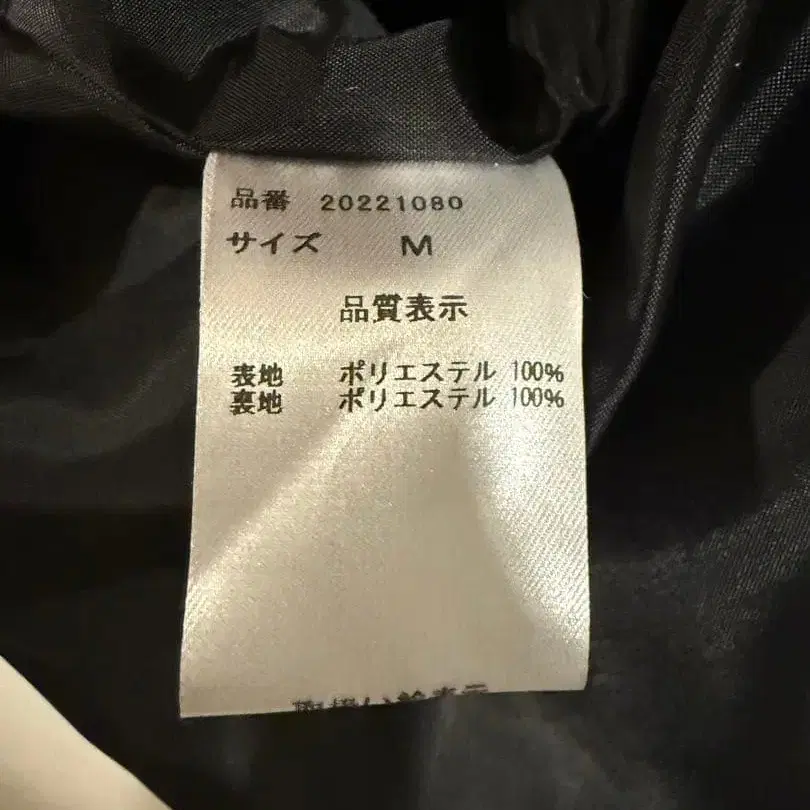 品番 20221080
サイズ M
品質表示
表地 ポリエステル 100%
裏地 ポリエステル 100%